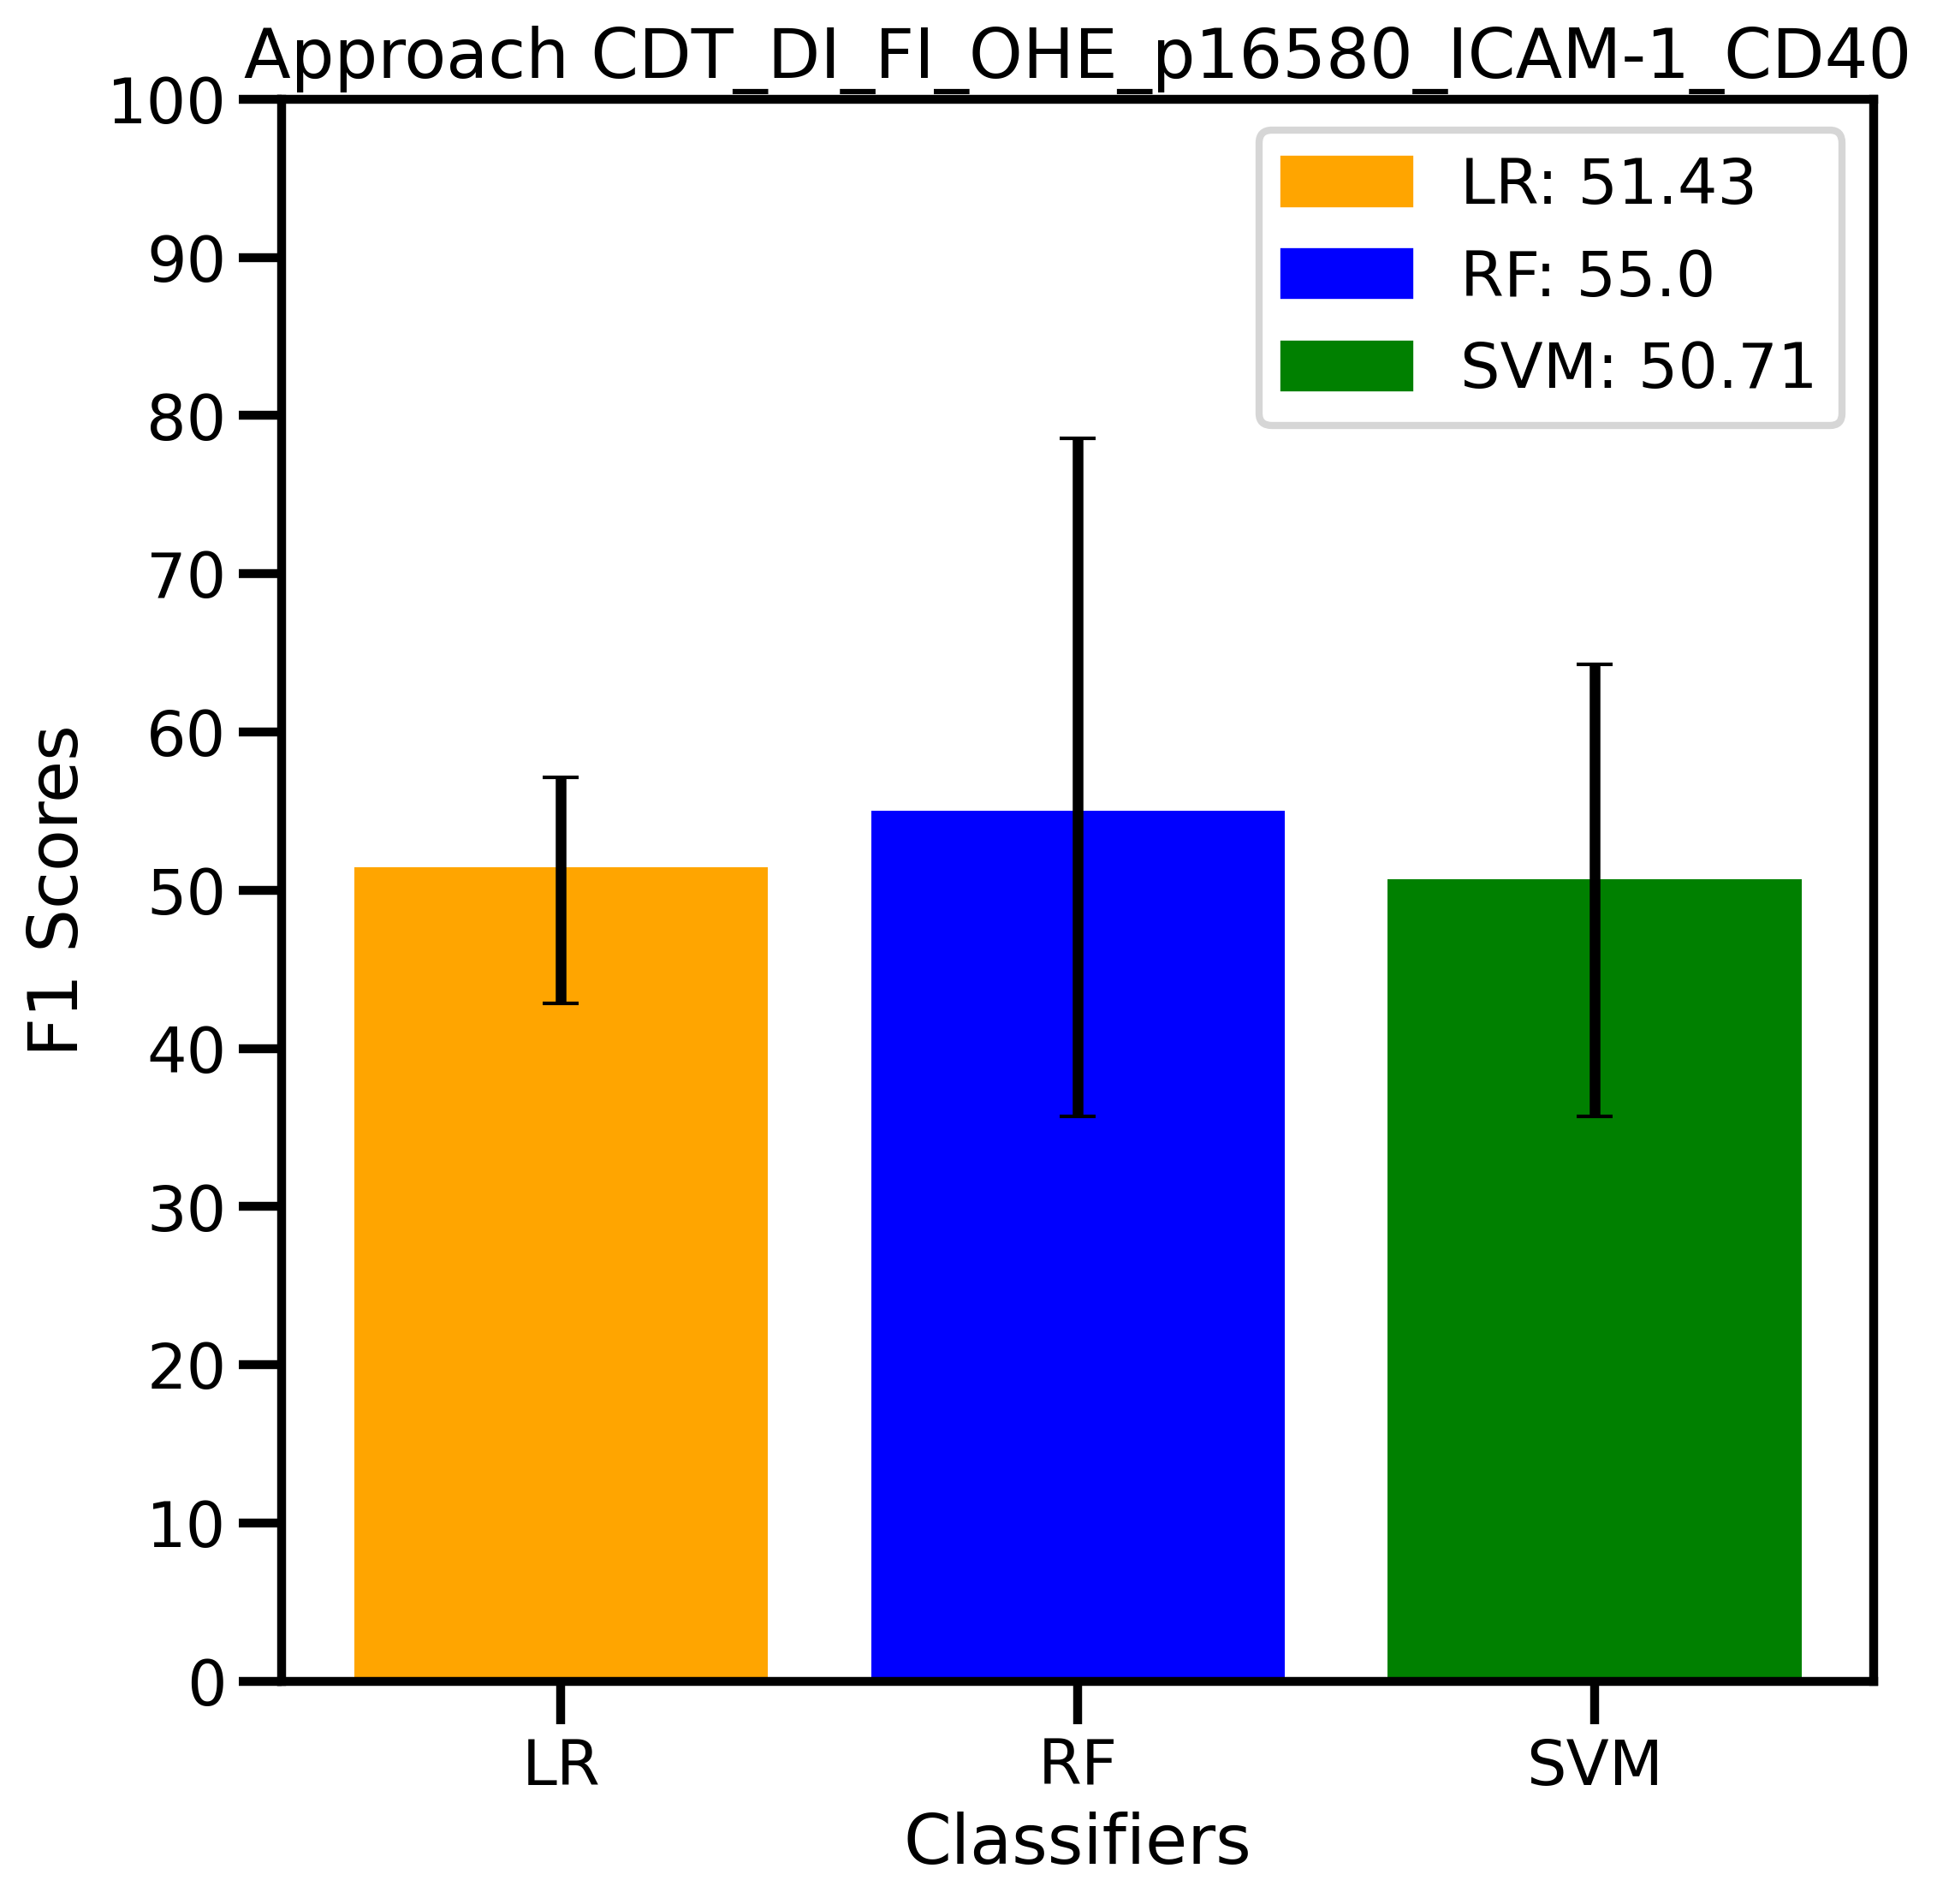 Approach CDT_DI_FI_OHE_p16580_ICAM-1_CD40
100
90
80
70
60
50
40
30
20
10
0
F1 Scores
LR: 51.43
RF: 55.0
SVM: 50.71
LR
RF
SVM
Classifiers